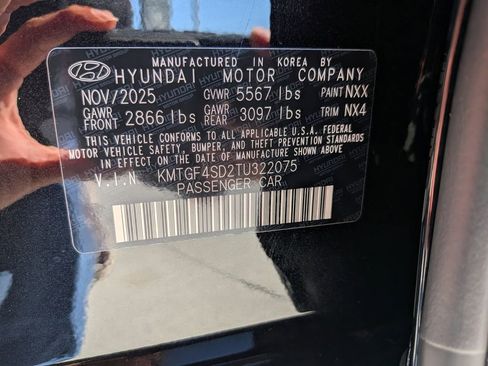 MANUFACTURED IN KOREA BY
HYUNDAI MOTOR COMPANY
NOV/2025 GVWR 5567 lbs PAINT NXX
GAWR FRONT 2866 lbs GAWR REAR 3097 lbs TRIM NX4
THIS VEHICLE CONFORMS TO ALL APPLICABLE U.S.A. FEDERAL
MOTOR VEHICLE SAFETY, BUMPER, AND THEFT PREVENTION STANDARDS
IN EFFECT ON THE DATE OF MANUFACTURE SHOWN ABOVE.
V.I.N KMTGF4SD2TU322075
PASSENGER CAR